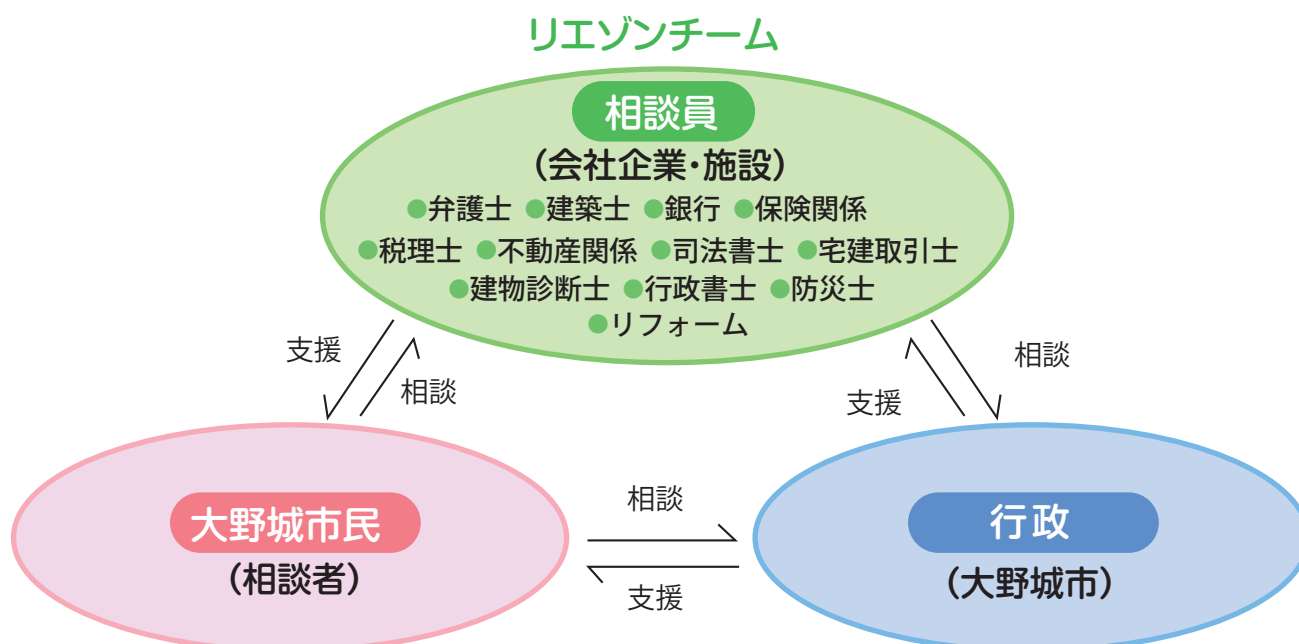 リエゾンチーム
相談員
(会社企業・施設)
●弁護士 ●建築士 ●銀行 ●保険関係
●税理士 ●不動産関係 ●司法書士 ●宅建取引士
●建物診断士 ●行政書士 ●防災士
●リフォーム
支援
相談
相談
支援
大野城市民
(相談者)
相談
支援
行政
(大野城市)